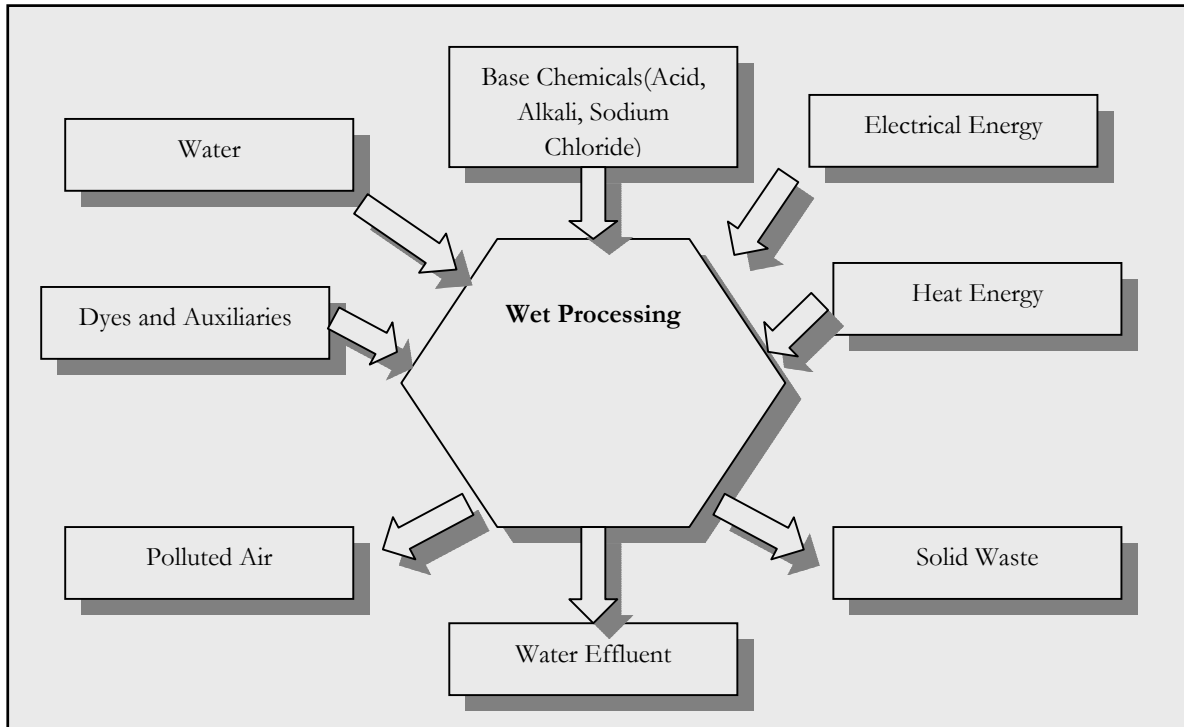 Base Chemicals(Acid,
Alkali, Sodium
Chloride)
Electrical Energy
Water
Heat Energy
Dyes and Auxiliaries
Wet Processing
Polluted Air
Solid Waste
Water Effluent